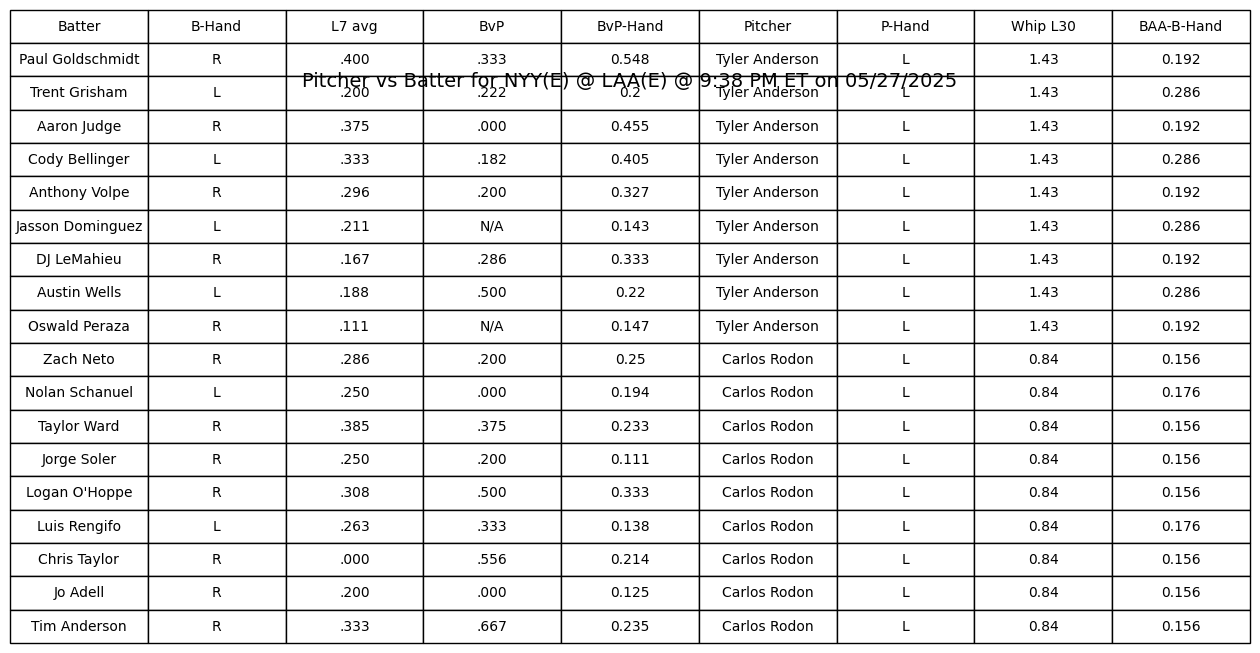 Batter B-Hand L7 avg BvP BvP-Hand Pitcher P-Hand Whip L30 BAA-B-Hand
Paul Goldschmidt R .400 .333 0.548 Tyler Anderson L 1.43 0.192
Pitcher vs Batter for NYY(E) @ LAA(E) @ 9:38 PM ET on 05/27/2025
Trent Grisham L .200 .222 0.2 Tyler Anderson L 1.43 0.286
Aaron Judge R .375 .000 0.455 Tyler Anderson L 1.43 0.192
Cody Bellinger L .333 .182 0.405 Tyler Anderson L 1.43 0.286
Anthony Volpe R .296 .200 0.327 Tyler Anderson L 1.43 0.192
Jasson Dominguez L .211 N/A 0.143 Tyler Anderson L 1.43 0.286
DJ LeMahieu R .167 .286 0.333 Tyler Anderson L 1.43 0.192
Austin Wells L .188 .500 0.22 Tyler Anderson L 1.43 0.286
Oswald Peraza R .111 N/A 0.147 Tyler Anderson L 1.43 0.192
Zach Neto R .286 .200 0.25 Carlos Rodon L 0.84 0.156
Nolan Schanuel L .250 .000 0.194 Carlos Rodon L 0.84 0.176
Taylor Ward R .385 .375 0.233 Carlos Rodon L 0.84 0.156
Jorge Soler R .250 .200 0.111 Carlos Rodon L 0.84 0.156
Logan O'Hoppe R .308 .500 0.333 Carlos Rodon L 0.84 0.156
Luis Rengifo L .263 .333 0.138 Carlos Rodon L 0.84 0.176
Chris Taylor R .000 .556 0.214 Carlos Rodon L 0.84 0.156
Jo Adell R .200 .000 0.125 Carlos Rodon L 0.84 0.156
Tim Anderson R .333 .667 0.235 Carlos Rodon L 0.84 0.156